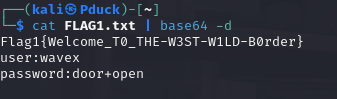 ┌──(kali㉿Pduck)-[~]
└─$ cat FLAG1.txt | base64 -d
Flag1{Welcome_T0_THE-W3ST-W1LD-B0rder}
user:wavex
password:door+open